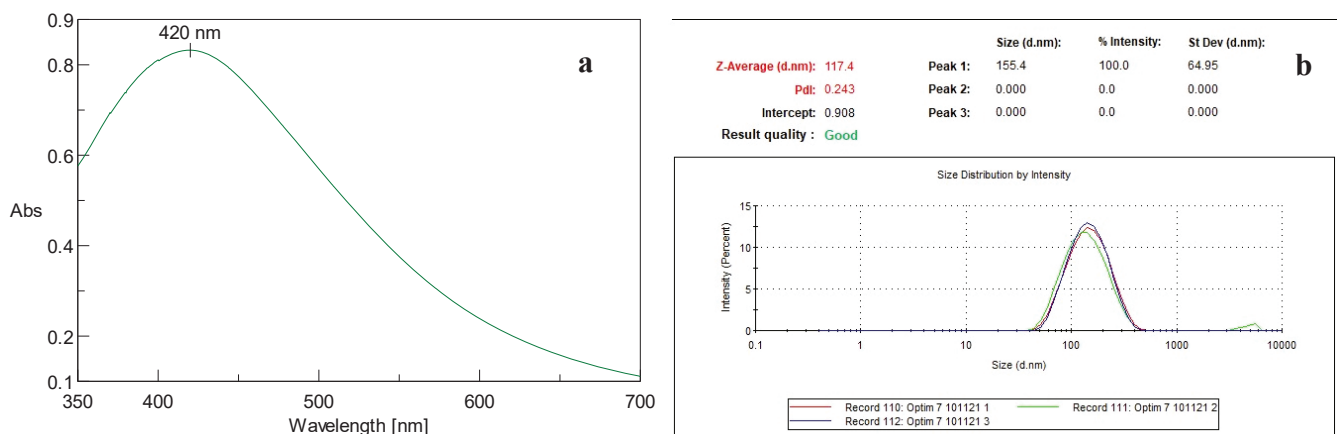 0.9
0.8
0.6
Abs
0.4
0.2
0.1
350
400
500
600
700
Wavelength [nm]
420 nm
a
Size (d.nm): % Intensity: St Dev (d.nm):
Z-Average (d.nm): 117.4 Peak 1: 155.4 100.0 64.95
PdI: 0.243 Peak 2: 0.000 0.0 0.000
Intercept: 0.908 Peak 3: 0.000 0.0 0.000
Result quality : Good
b
Size Distribution by Intensity
Intensity (Percent)
15
10
5
0
0.1 1 10 100 1000 10000
Size (d.nm)
Record 110: Optim 7 101121 1 Record 111: Optim 7 101121 2
Record 112: Optim 7 101121 3